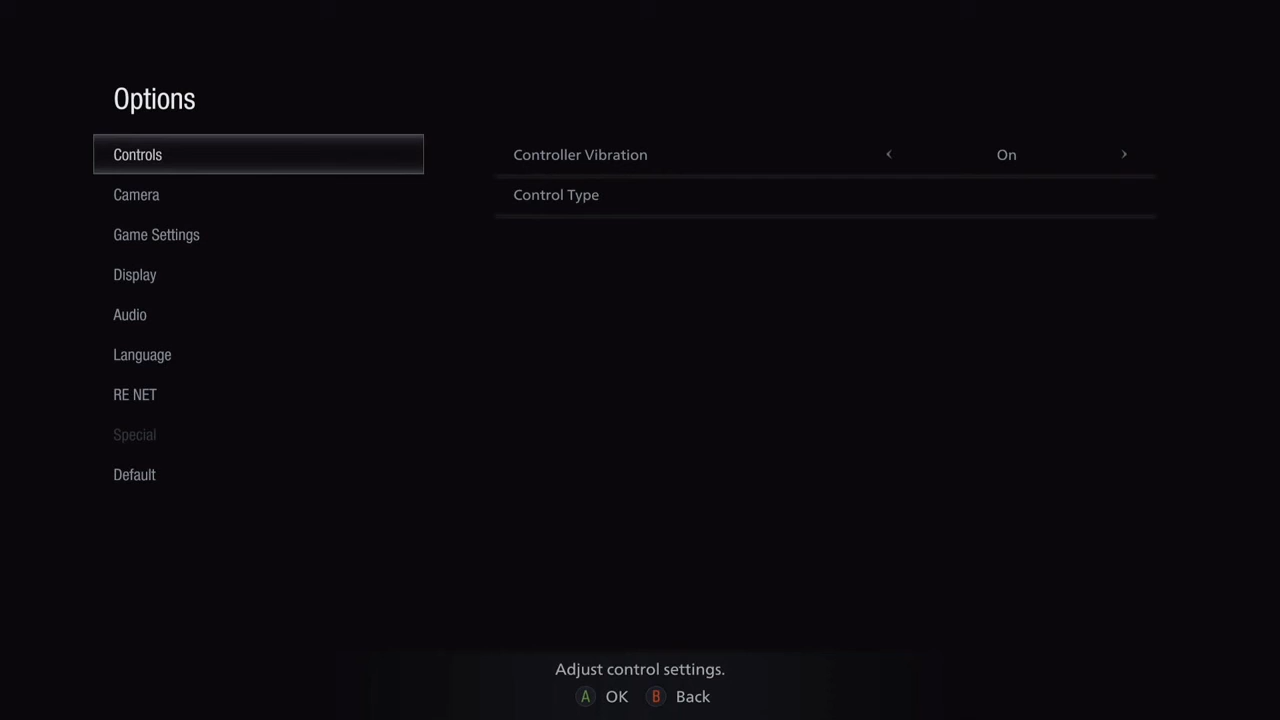 Options
Controls
Controller Vibration < On >
Camera
Control Type
Game Settings
Display
Audio
Language
RE NET
Special
Default
Adjust control settings.
A OK B Back